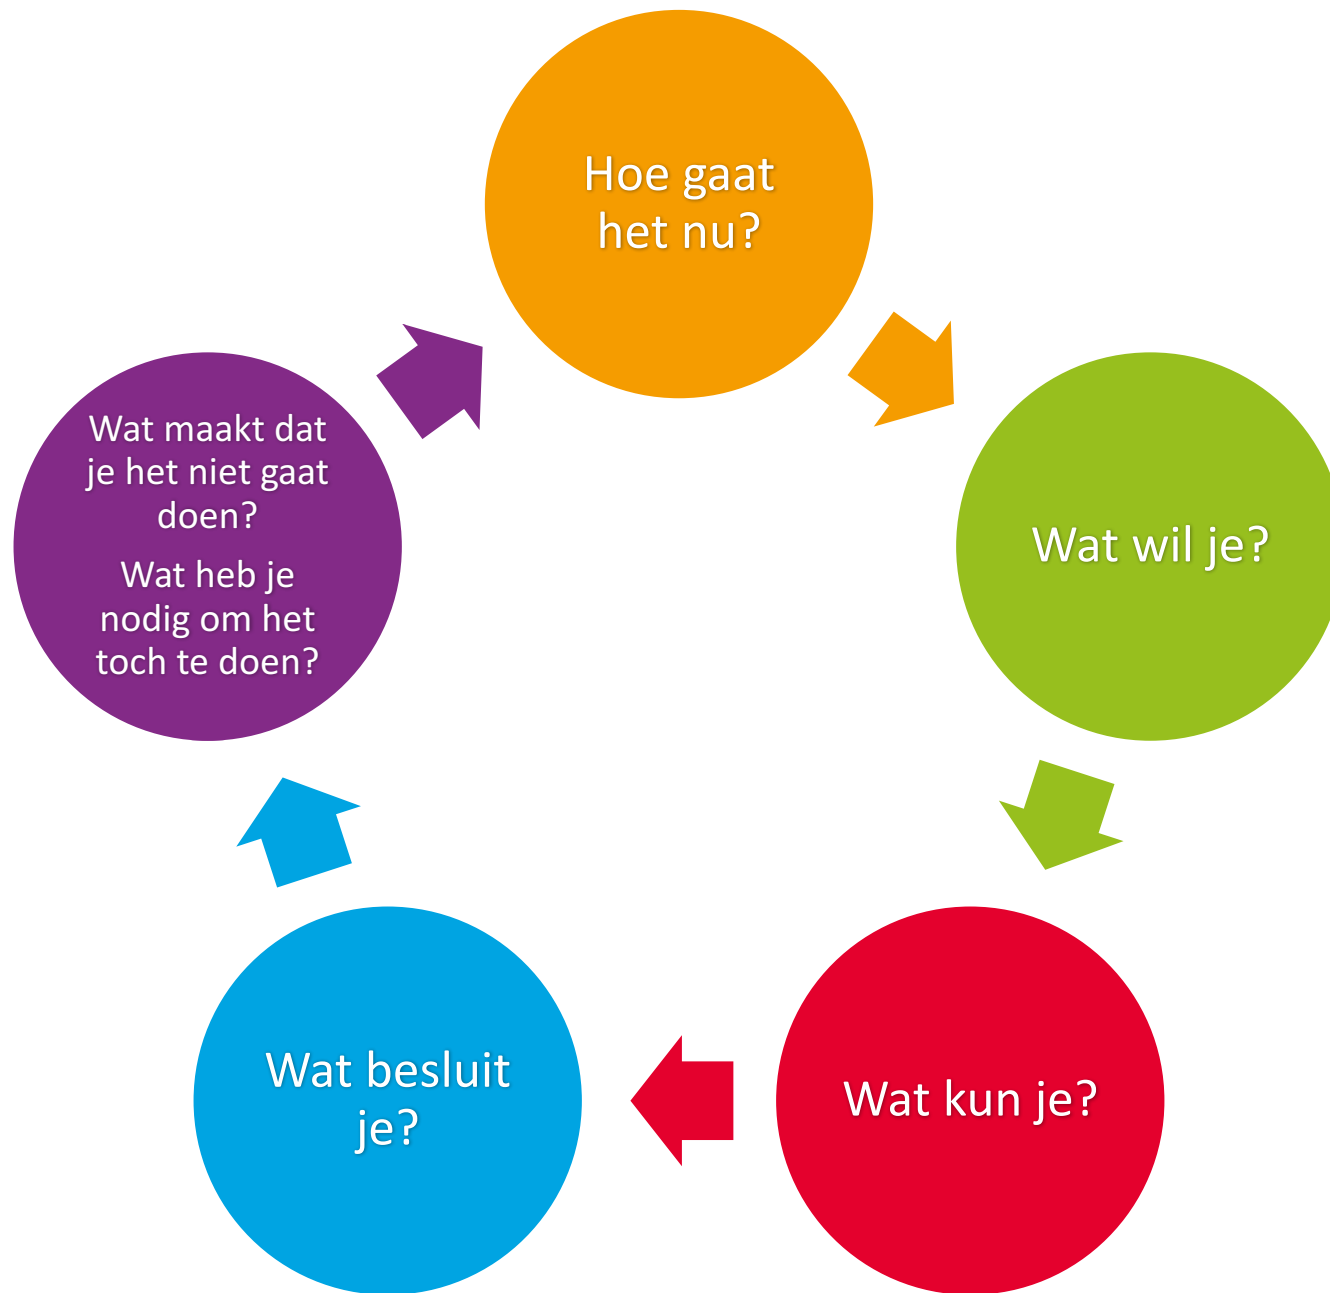 Hoe gaat
het nu?
Wat wil je?
Wat kun je?
Wat besluit
je?
Wat maakt dat
je het niet gaat
doen?
Wat heb je
nodig om het
toch te doen?